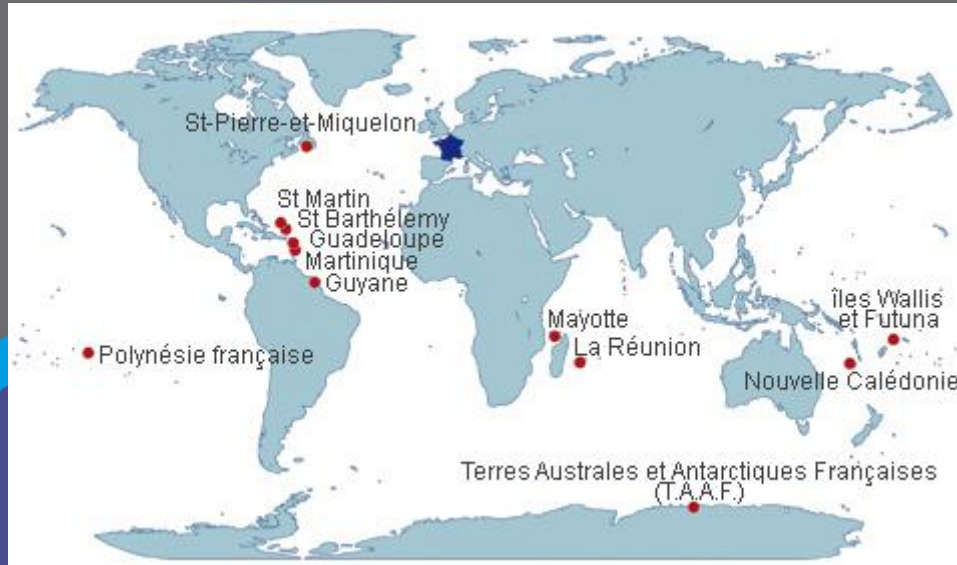 St-Pierre-et-Miquelon
St Martin
St Barthélemy
Guadeloupe
Martinique
Guyane
îles Wallis
et Futuna
Mayotte
La Réunion
Polynésie française
Nouvelle Calédonie
Terres Australes et Antarctiques Françaises
(T.A.A.F.)